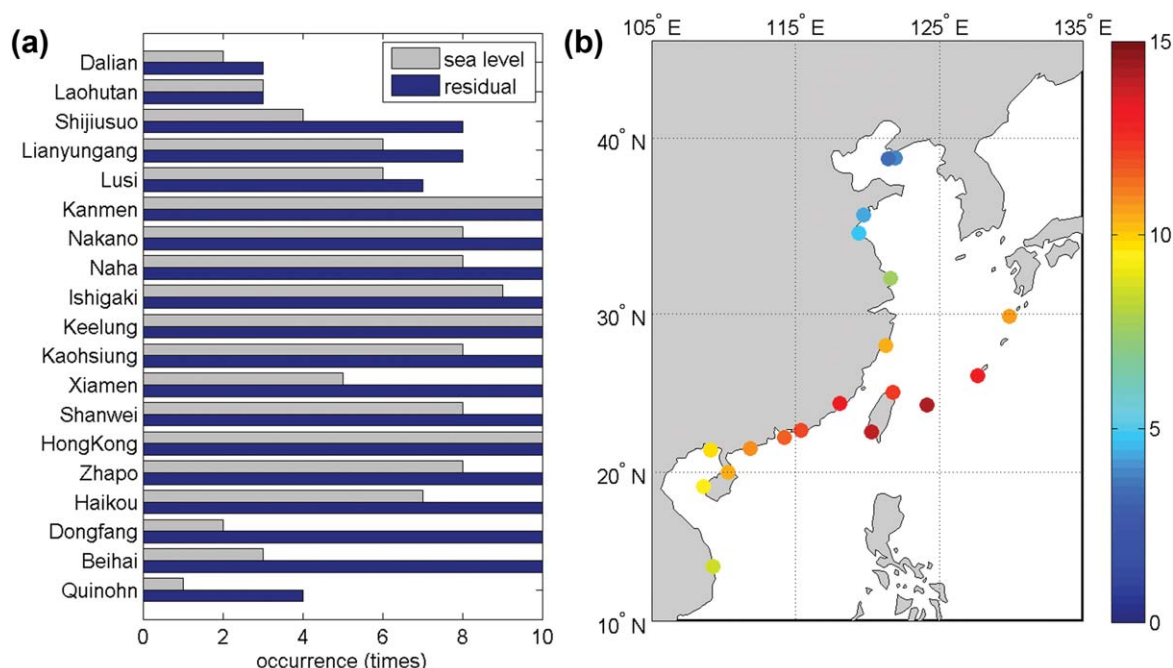 (a)
sea level
residual
Dalian
Laohutan
Shijiusuo
Lianyungang
Lusi
Kanmen
Nakano
Naha
Ishigaki
Keelung
Kaohsiung
Xiamen
Shanwei
HongKong
Zhapo
Haikou
Dongfang
Beihai
Quinohn
0 2 4 6 8 10
occurrence (times)
(b)
105° E 115° E 125° E 135° E
40° N
30° N
20° N
10° N
15
10
5
0